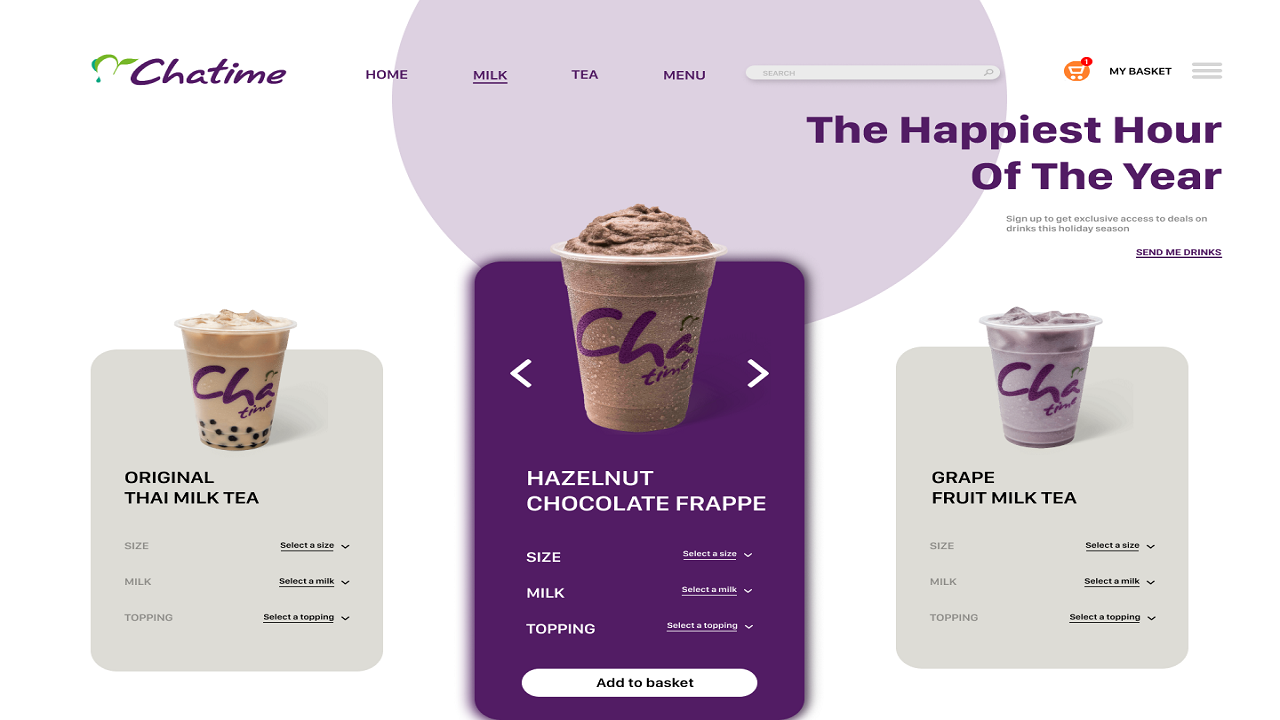 Chatime
HOME
MILK
TEA
MENU
SEARCH
1
MY BASKET
The Happiest Hour
Of The Year
Sign up to get exclusive access to deals on
drinks this holiday season
SEND ME DRINKS
Cha
time
ORIGINAL
THAI MILK TEA
SIZE Select a size
MILK Select a milk
TOPPING Select a topping
Cha
time
HAZELNUT
CHOCOLATE FRAPPE
SIZE Select a size
MILK Select a milk
TOPPING Select a topping
Add to basket
Cha
time
GRAPE
FRUIT MILK TEA
SIZE Select a size
MILK Select a milk
TOPPING Select a topping